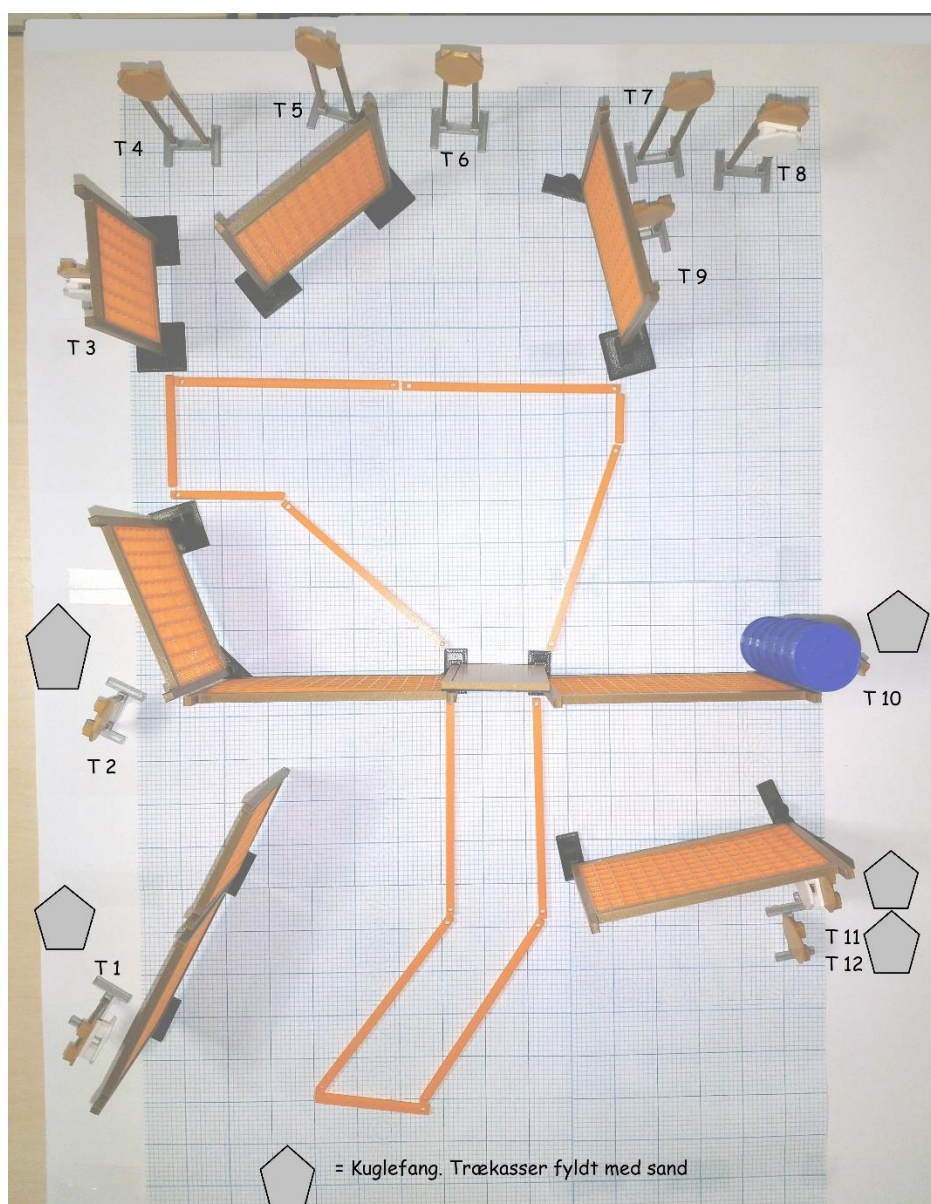 T 5
T 7
T 4
T 6
T 8
T 9
T 3
T 10
T 2
T 11
T 1
T 12
= Kuglefang. Trækasser fyldt med sand